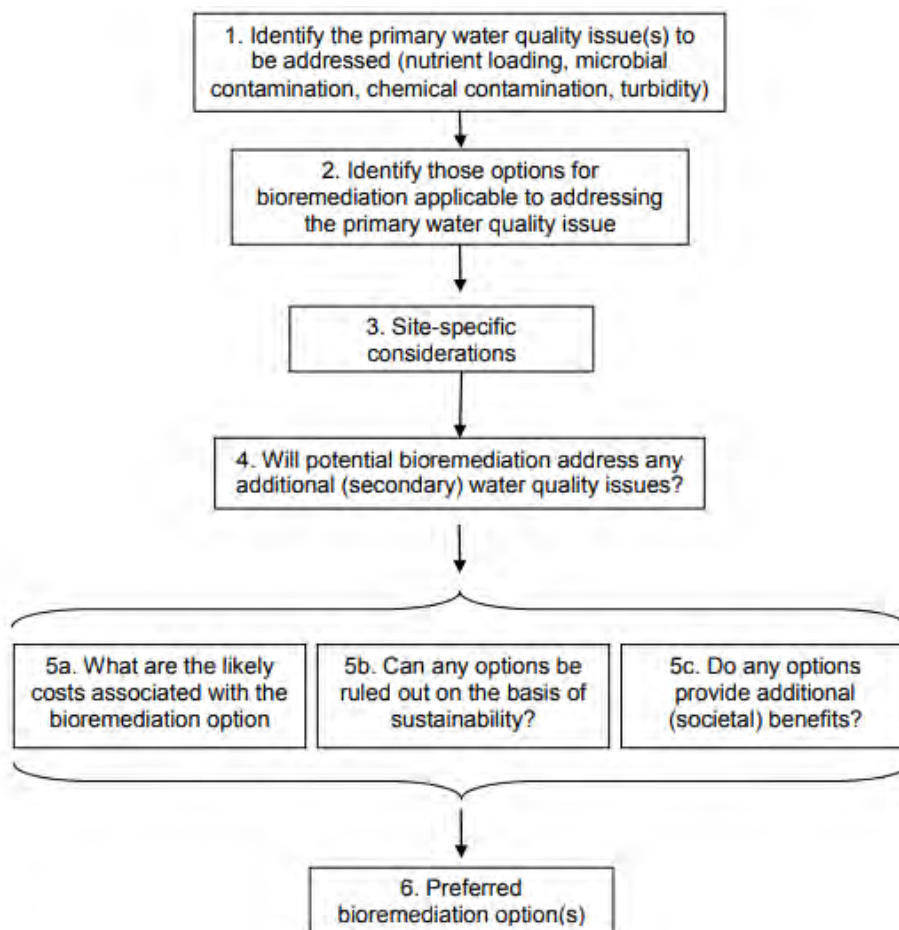 1. Identify the primary water quality issue(s) to
be addressed (nutrient loading, microbial
contamination, chemical contamination, turbidity)
2. Identify those options for
bioremediation applicable to addressing
the primary water quality issue
3. Site-specific
considerations
4. Will potential bioremediation address any
additional (secondary) water quality issues?
5a. What are the likely
costs associated with the
bioremediation option
5b. Can any options be
ruled out on the basis of
sustainability?
5c. Do any options
provide additional
(societal) benefits?
6. Preferred
bioremediation option(s)